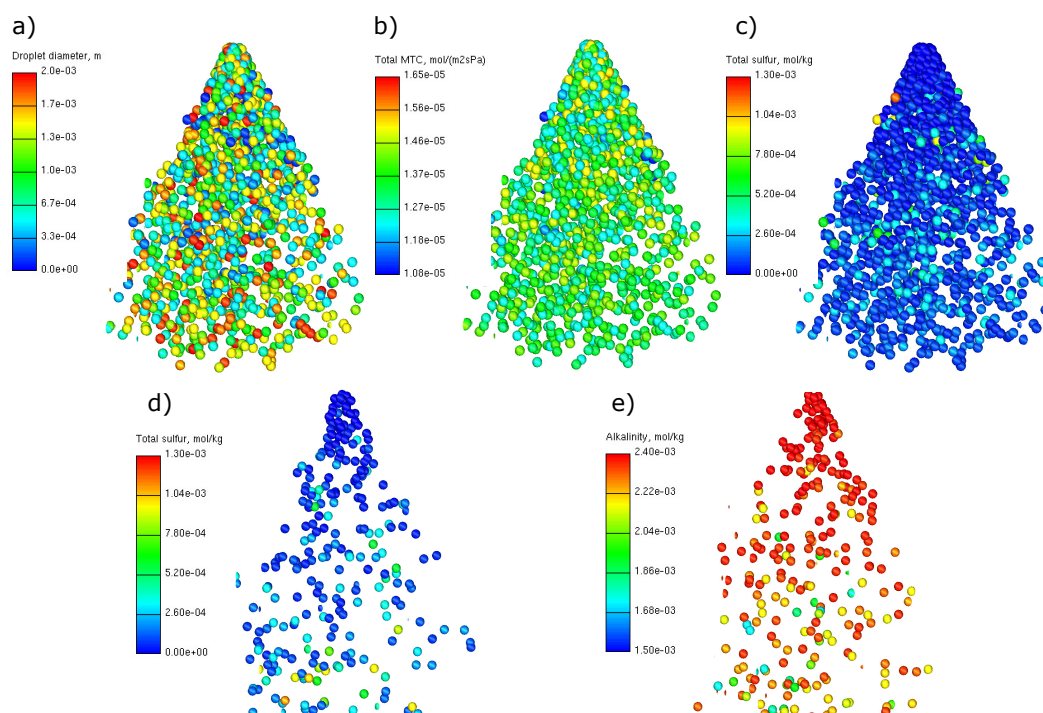 a)
Droplet diameter, m
2.0e-03
1.7e-03
1.3e-03
6.7e-04
3.3e-04
0.0e+00
b)
Total MTC, mol/(m2sPa)
1.65e-05
1.56e-05
1.46e-05
1.37e-05
1.27e-05
1.18e-05
1.08e-05
c)
Total sulfur, mol/kg
1.30e-03
1.04e-03
7.80e-04
5.20e-04
2.60e-04
0.00e+00
d)
Total sulfur, mol/kg
1.30e-03
1.04e-03
7.80e-04
5.20e-04
2.60e-04
0.00e+00
e)
Alkalinity, mol/kg
2.40e-03
2.22e-03
2.04e-03
1.86e-03
1.68e-03
1.50e-03